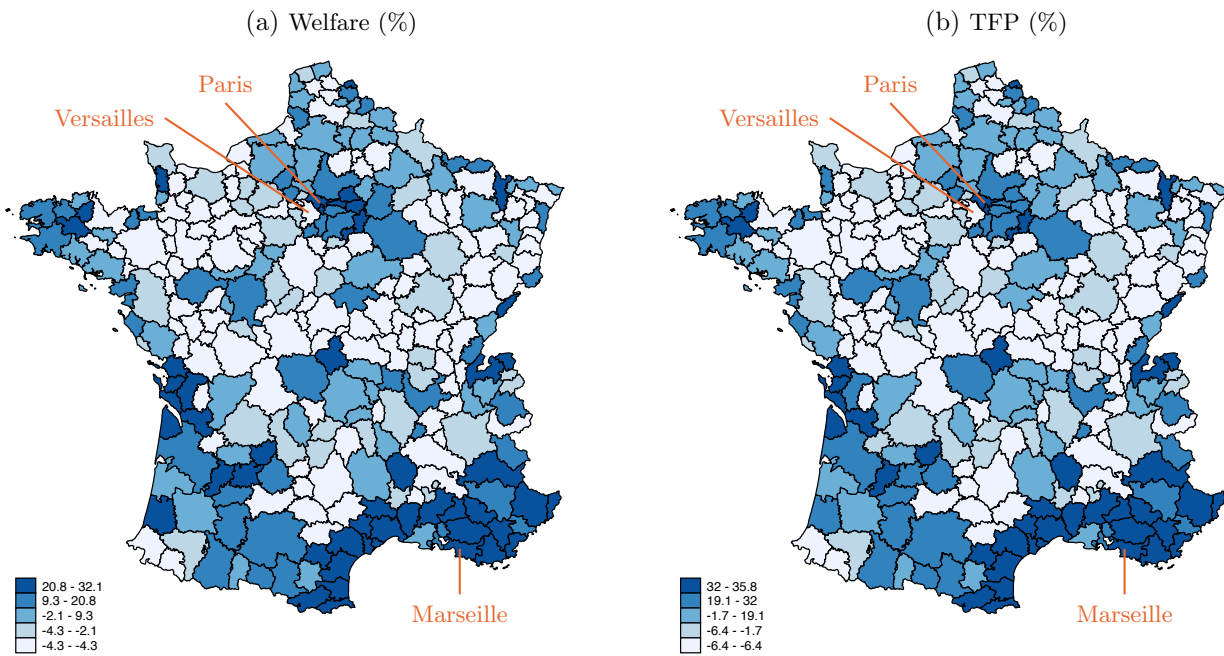 (a) Welfare (%)
Paris
Versailles
Marseille
20.8 - 32.1
9.3 - 20.8
-2.1 - 9.3
-4.3 - -2.1
-4.3 - -4.3
(b) TFP (%)
Paris
Versailles
Marseille
32 - 35.8
19.1 - 32
-1.7 - 19.1
-6.4 - -1.7
-6.4 - -6.4